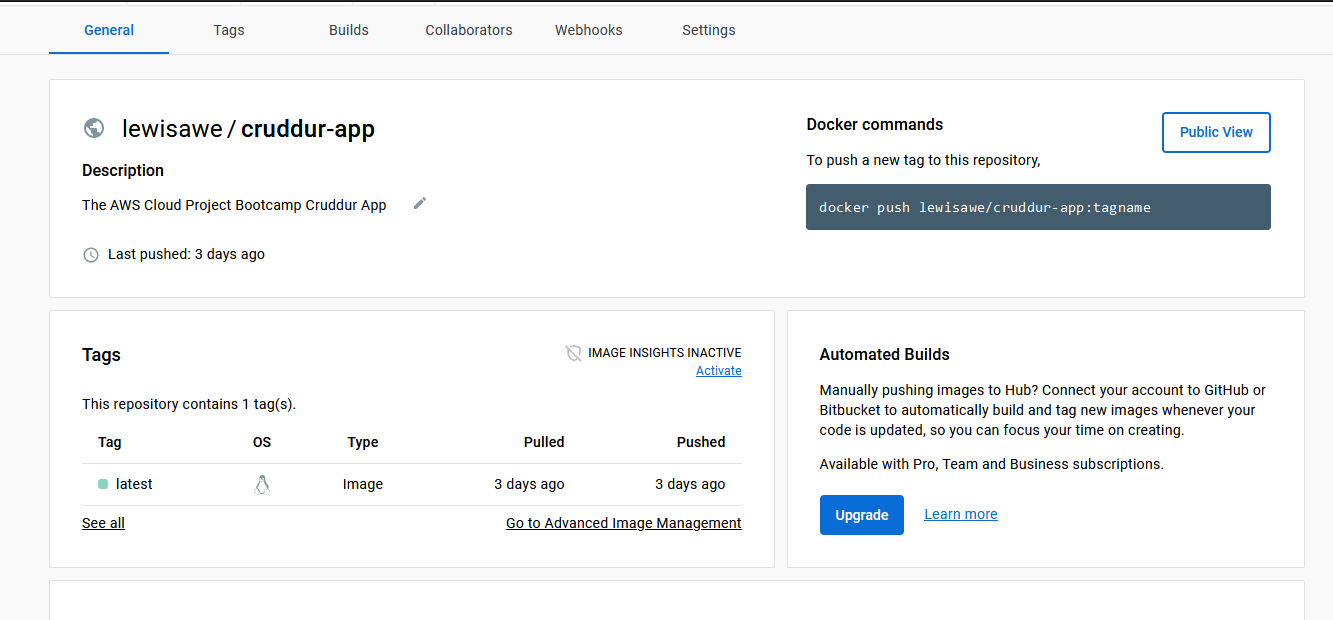 General Tags Builds Collaborators Webhooks Settings
lewisawe / cruddur-app
Description
The AWS Cloud Project Bootcamp Cruddur App
Last pushed: 3 days ago
Docker commands
Public View
To push a new tag to this repository,
docker push lewisawe/cruddur-app:tagname
Tags
IMAGE INSIGHTS INACTIVE
Activate
This repository contains 1 tag(s).
Tag OS Type Pulled Pushed
latest Image 3 days ago 3 days ago
See all Go to Advanced Image Management
Automated Builds
Manually pushing images to Hub? Connect your account to GitHub or
Bitbucket to automatically build and tag new images whenever your
code is updated, so you can focus your time on creating.
Available with Pro, Team and Business subscriptions.
Upgrade Learn more